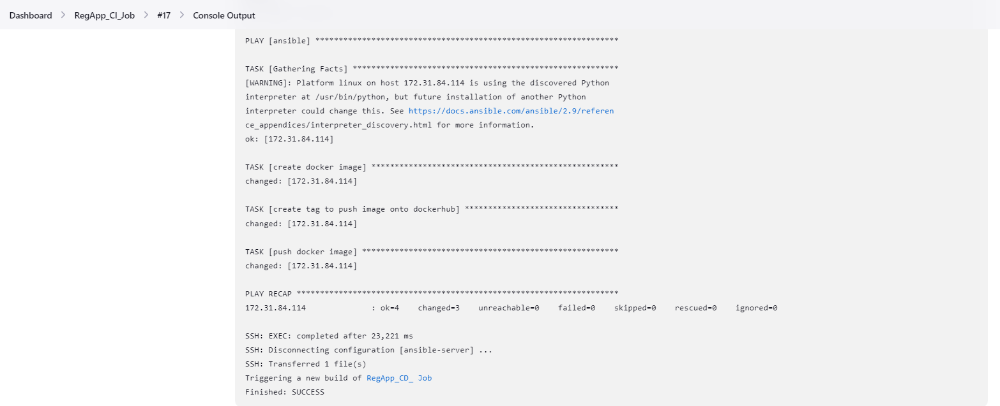 Dashboard > RegApp_CI_Job > #17 > Console Output
PLAY [ansible] *****************************************************************
TASK [Gathering Facts] *********************************************************
[WARNING]: Platform linux on host 172.31.84.114 is using the discovered Python
interpreter at /usr/bin/python, but future installation of another Python
interpreter could change this. See https://docs.ansible.com/ansible/2.9/referen
ce_appendices/interpreter_discovery.html for more information.
ok: [172.31.84.114]
TASK [create docker image] *****************************************************
changed: [172.31.84.114]
TASK [create tag to push image onto dockerhub] *********************************
changed: [172.31.84.114]
TASK [push docker image] *******************************************************
changed: [172.31.84.114]
PLAY RECAP *********************************************************************
172.31.84.114              : ok=4    changed=3    unreachable=0    failed=0    skipped=0    rescued=0    ignored=0
SSH: EXEC: completed after 23,221 ms
SSH: Disconnecting configuration [ansible-server] ...
SSH: Transferred 1 file(s)
Triggering a new build of RegApp_CD_ Job
Finished: SUCCESS